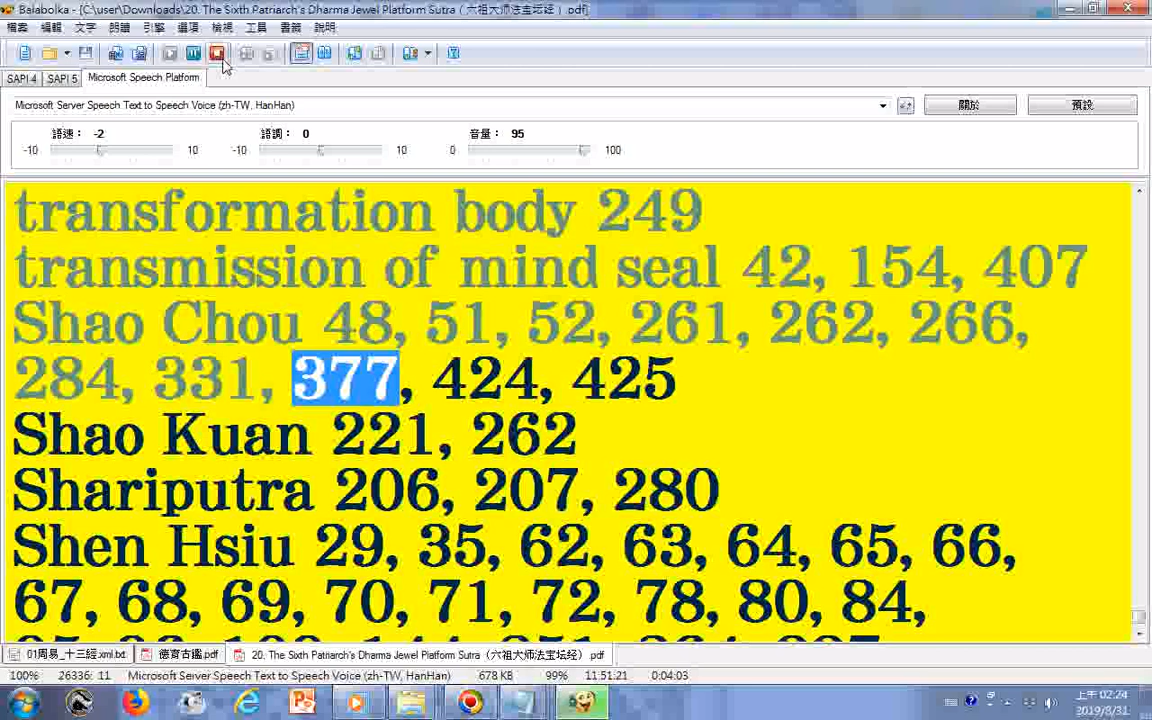 Balabolka - [C:\user\Downloads\20. The Sixth Patriarch's Dharma Jewel Platform Sutra（六祖大师法宝坛经）.pdf]
檔案 編輯 文字 朗讀 引擎 選項 檢視 工具 書籤 說明
SAPI 4 SAPI 5 Microsoft Speech Platform
Microsoft Server Speech Text to Speech Voice (zh-TW, HanHan) 關於 預設
語速： -2 語調： 0 音量： 95
-10 10 -10 10 0 100
transformation body 249
transmission of mind seal 42, 154, 407
Shao Chou 48, 51, 52, 261, 262, 266,
284, 331, 377, 424, 425
Shao Kuan 221, 262
Shariputra 206, 207, 280
Shen Hsiu 29, 35, 62, 63, 64, 65, 66,
67, 68, 69, 70, 71, 72, 78, 80, 84,
01周易_十三經.xml.txt 德育古鑑.pdf 20. The Sixth Patriarch's Dharma Jewel Platform Sutra（六祖大师法宝坛经）.pdf
100% 26336: 11 Microsoft Server Speech Text to Speech Voice (zh-TW, HanHan) 678 KB 99% 11:51:21 0:04:03
上午 02:24
2019/8/31